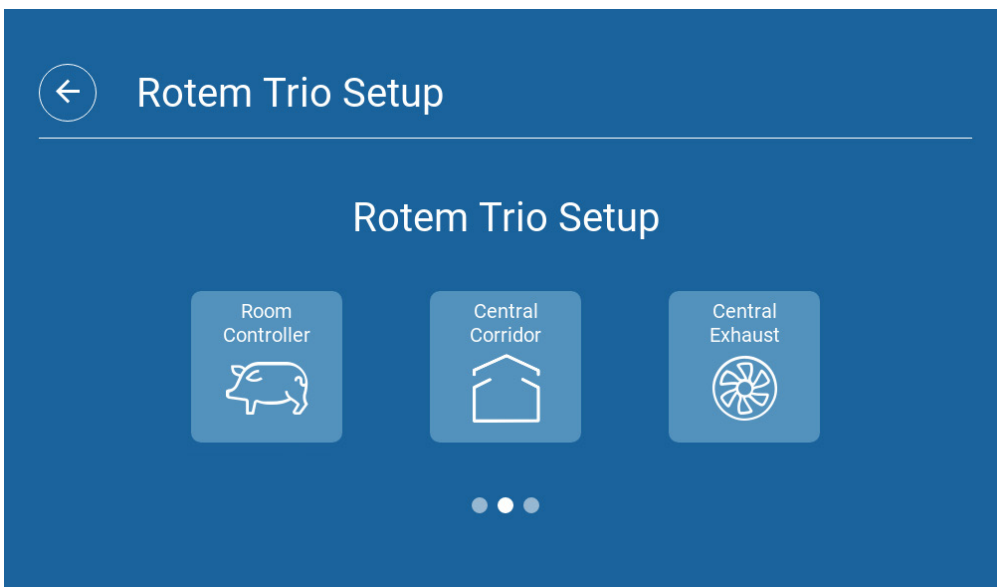 Rotem Trio Setup
Rotem Trio Setup
Room
Controller
Central
Corridor
Central
Exhaust